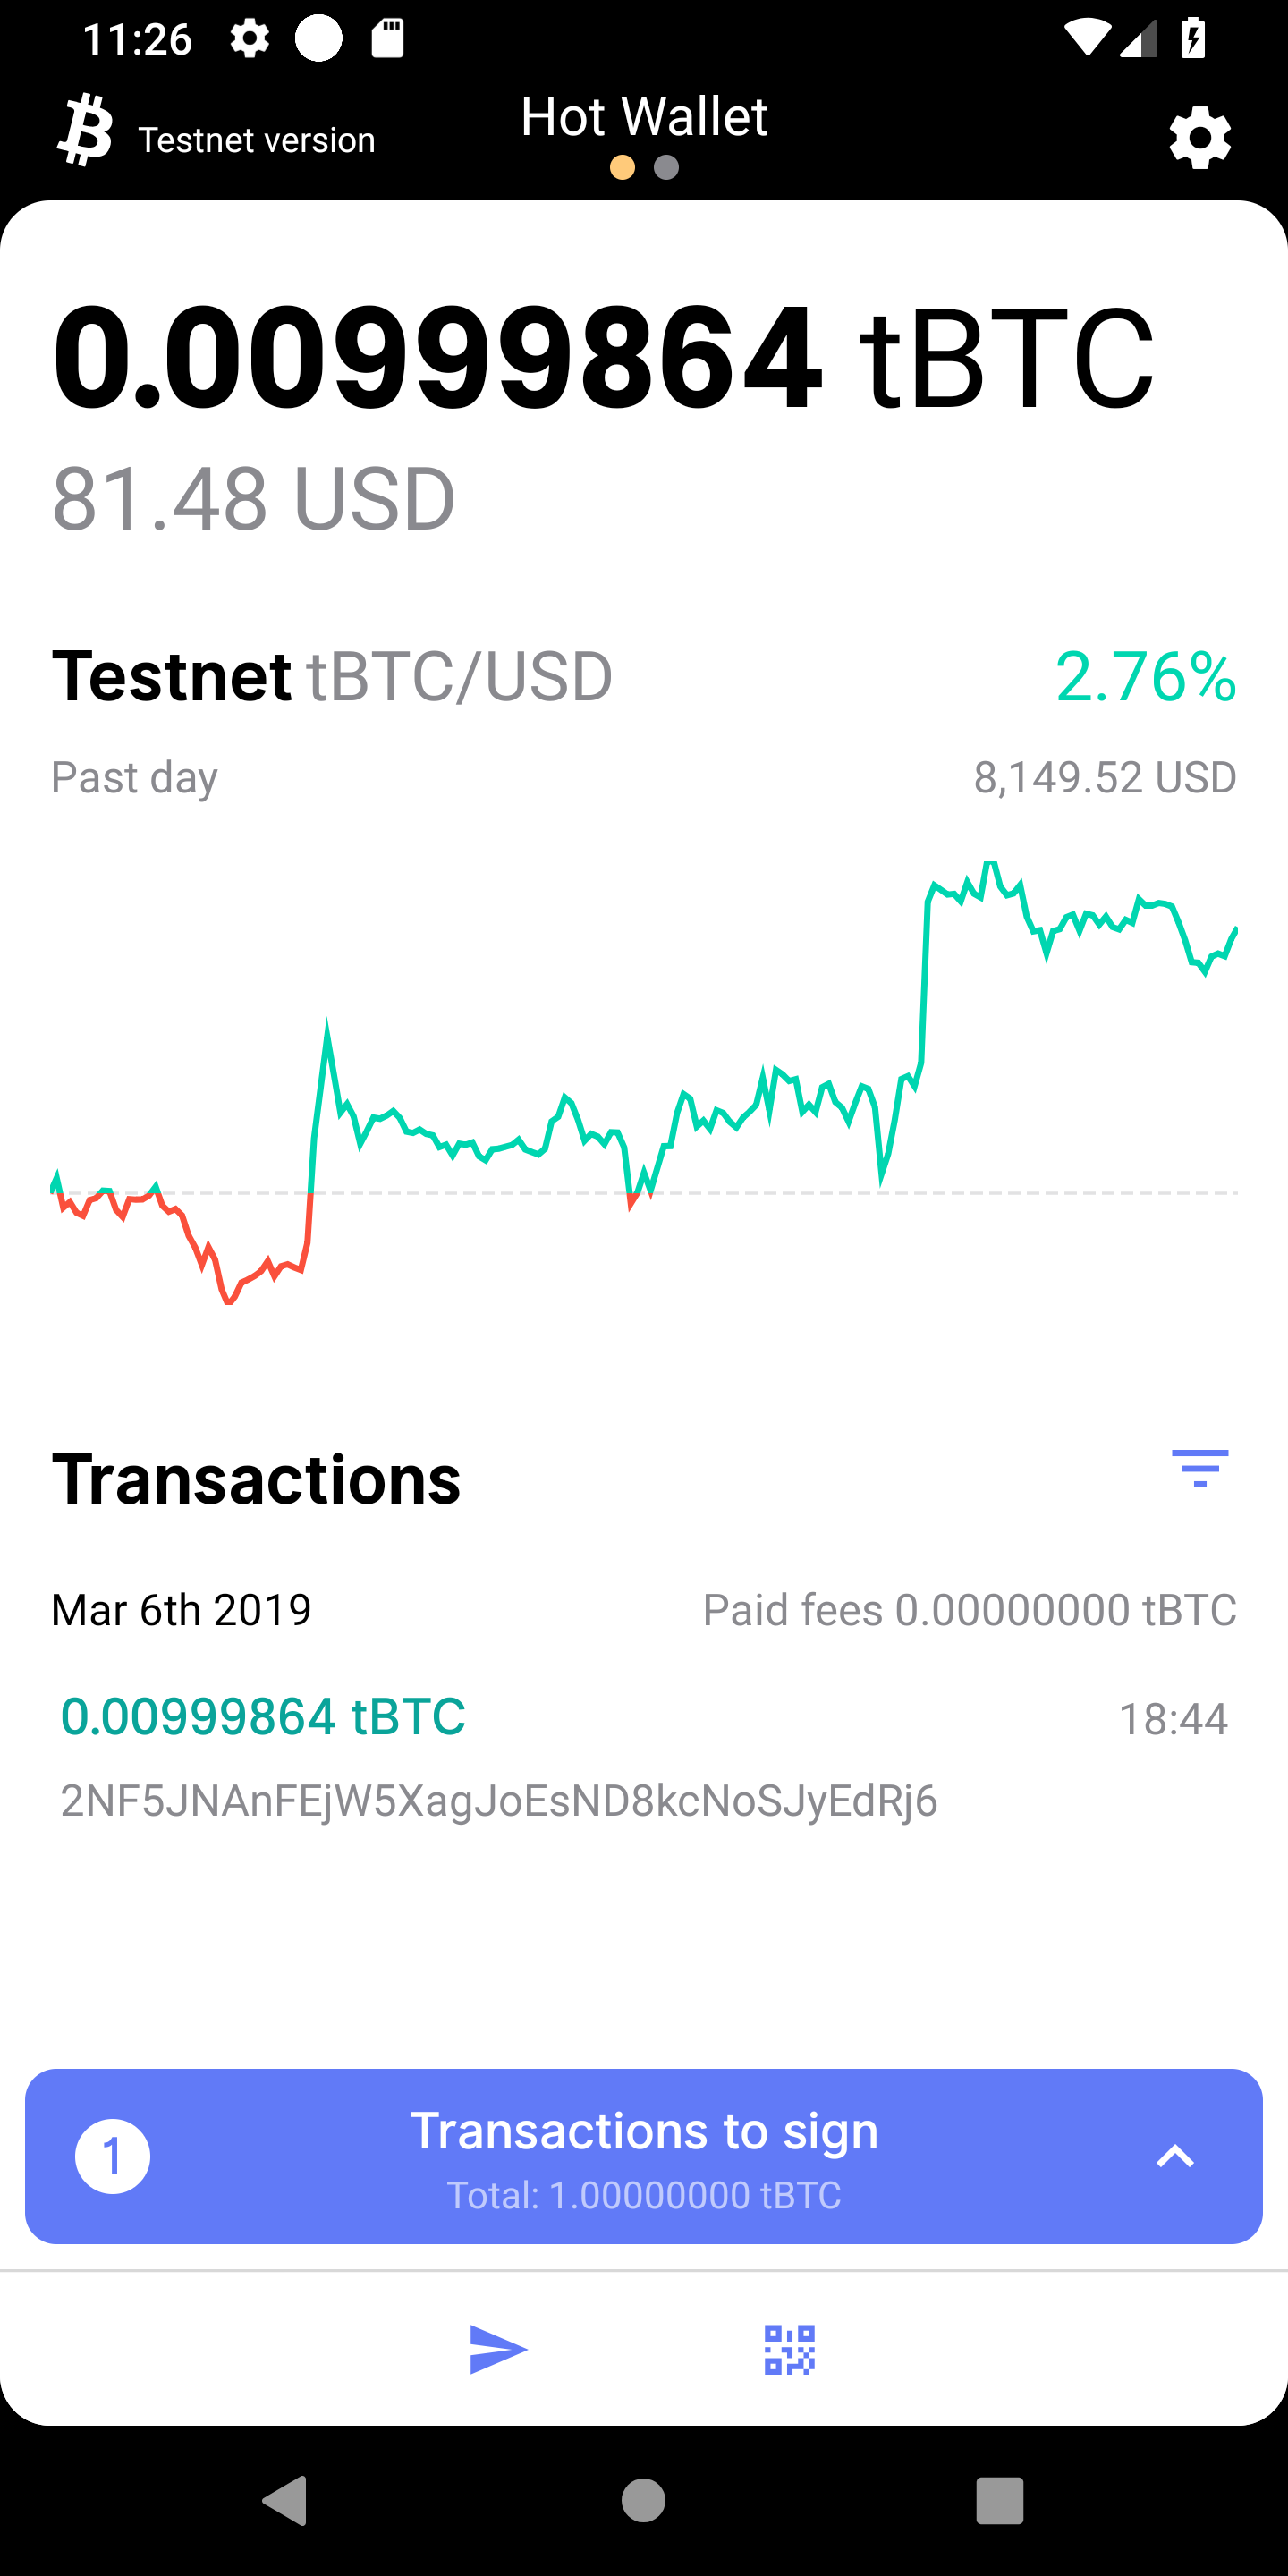 11:26
Testnet version
Hot Wallet
0.00999864 tBTC
81.48 USD
Testnet tBTC/USD 2.76%
Past day 8,149.52 USD
Transactions
Mar 6th 2019 Paid fees 0.00000000 tBTC
0.00999864 tBTC 18:44
2NF5JNAnFEjW5XagJoEsND8kcNoSJyEdRj6
1 Transactions to sign
Total: 1.00000000 tBTC